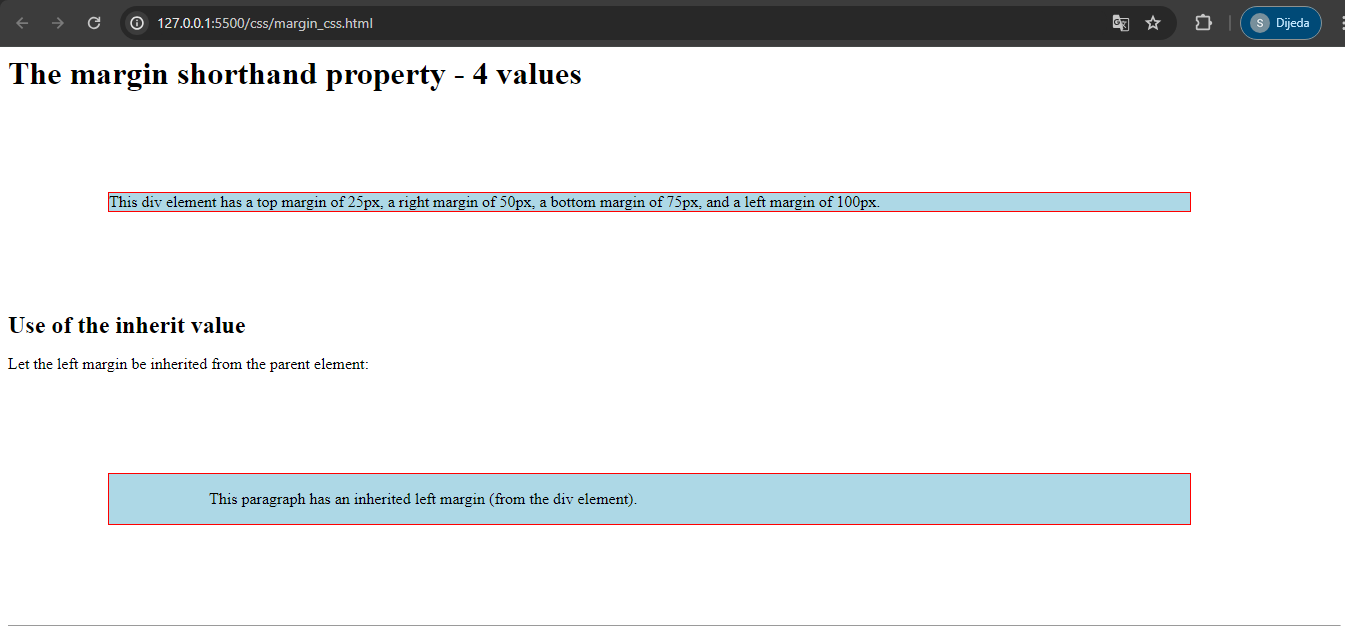 127.0.0.1:5500/css/margin_css.html
S Dijeda
The margin shorthand property - 4 values
This div element has a top margin of 25px, a right margin of 50px, a bottom margin of 75px, and a left margin of 100px.
Use of the inherit value
Let the left margin be inherited from the parent element:
This paragraph has an inherited left margin (from the div element).